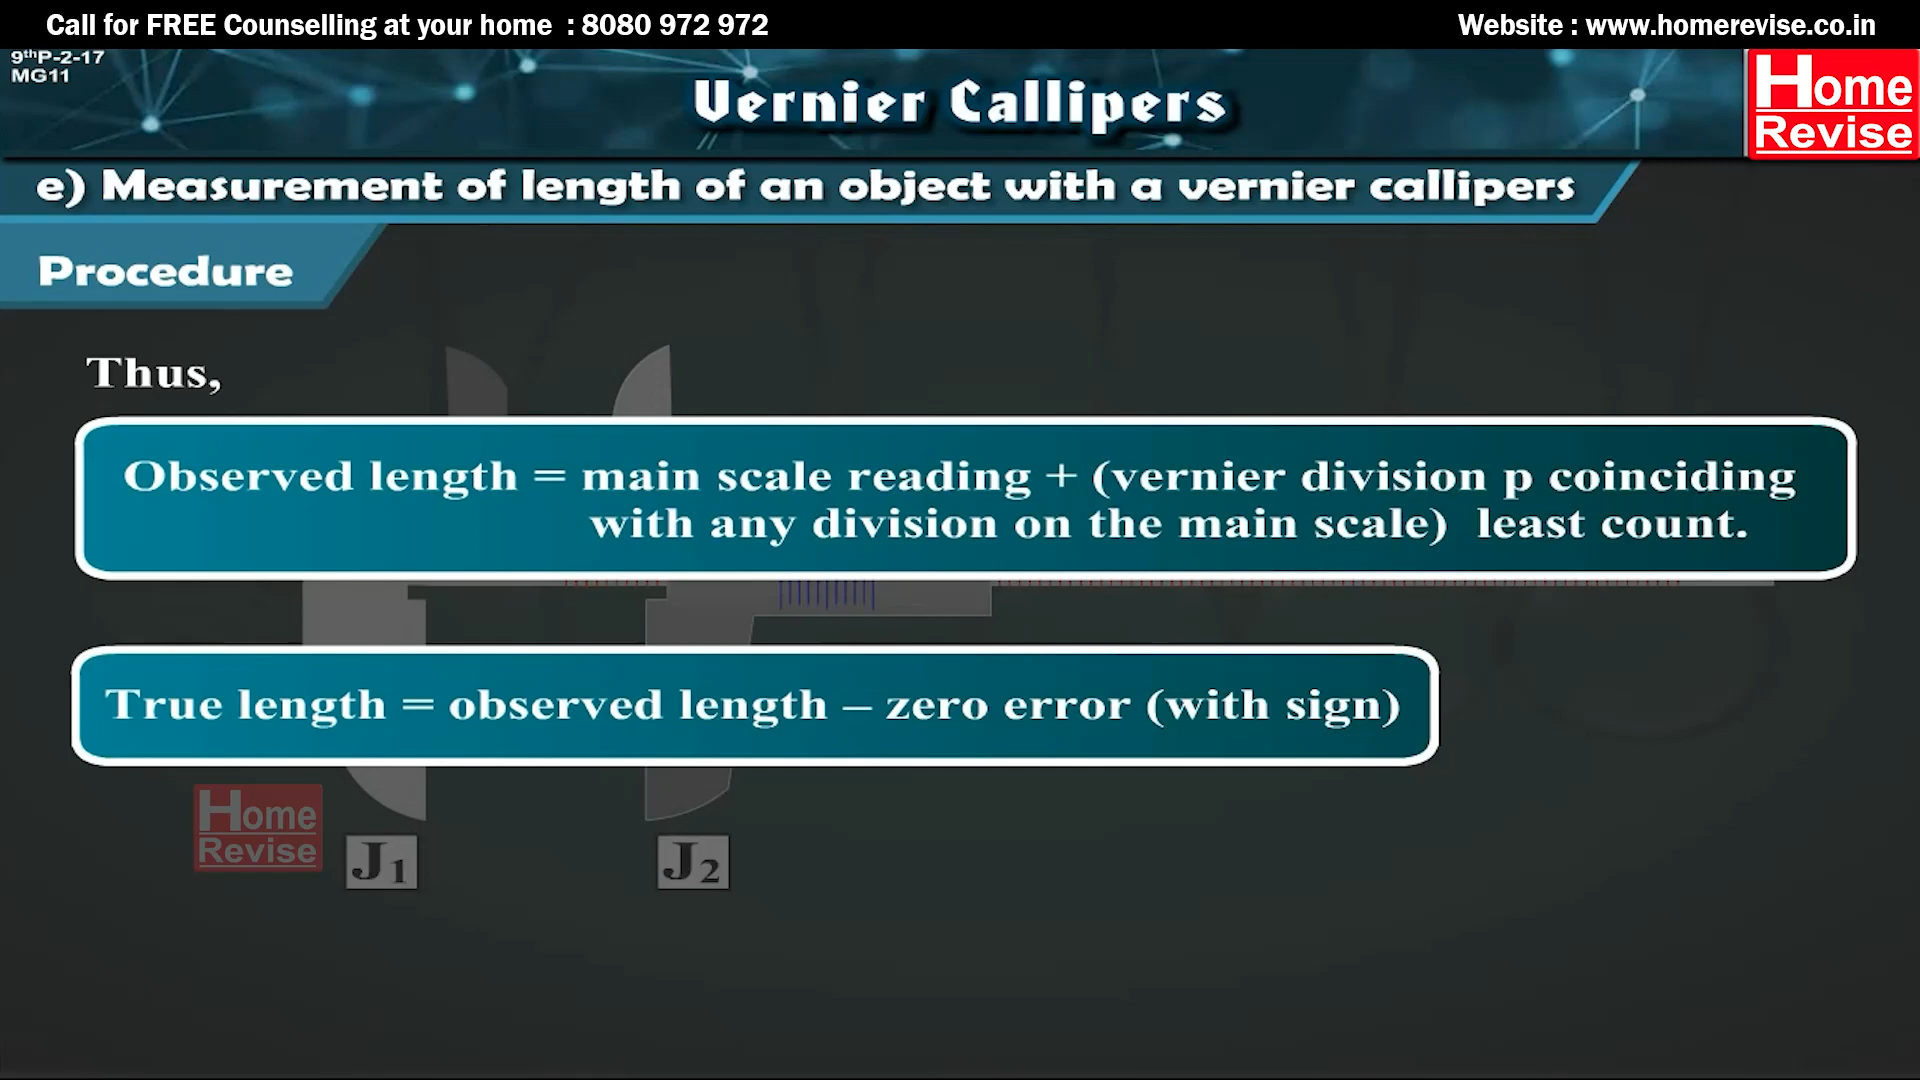 Call for FREE Counselling at your home : 8080 972 972
Website : www.homerevise.co.in
9thP-2-17
MG11
Vernier Callipers
Home
Revise
e) Measurement of length of an object with a vernier callipers
Procedure
Thus,
Observed length = main scale reading + (vernier division p coinciding
with any division on the main scale) least count.
True length = observed length – zero error (with sign)
Home
Revise
J1
J2